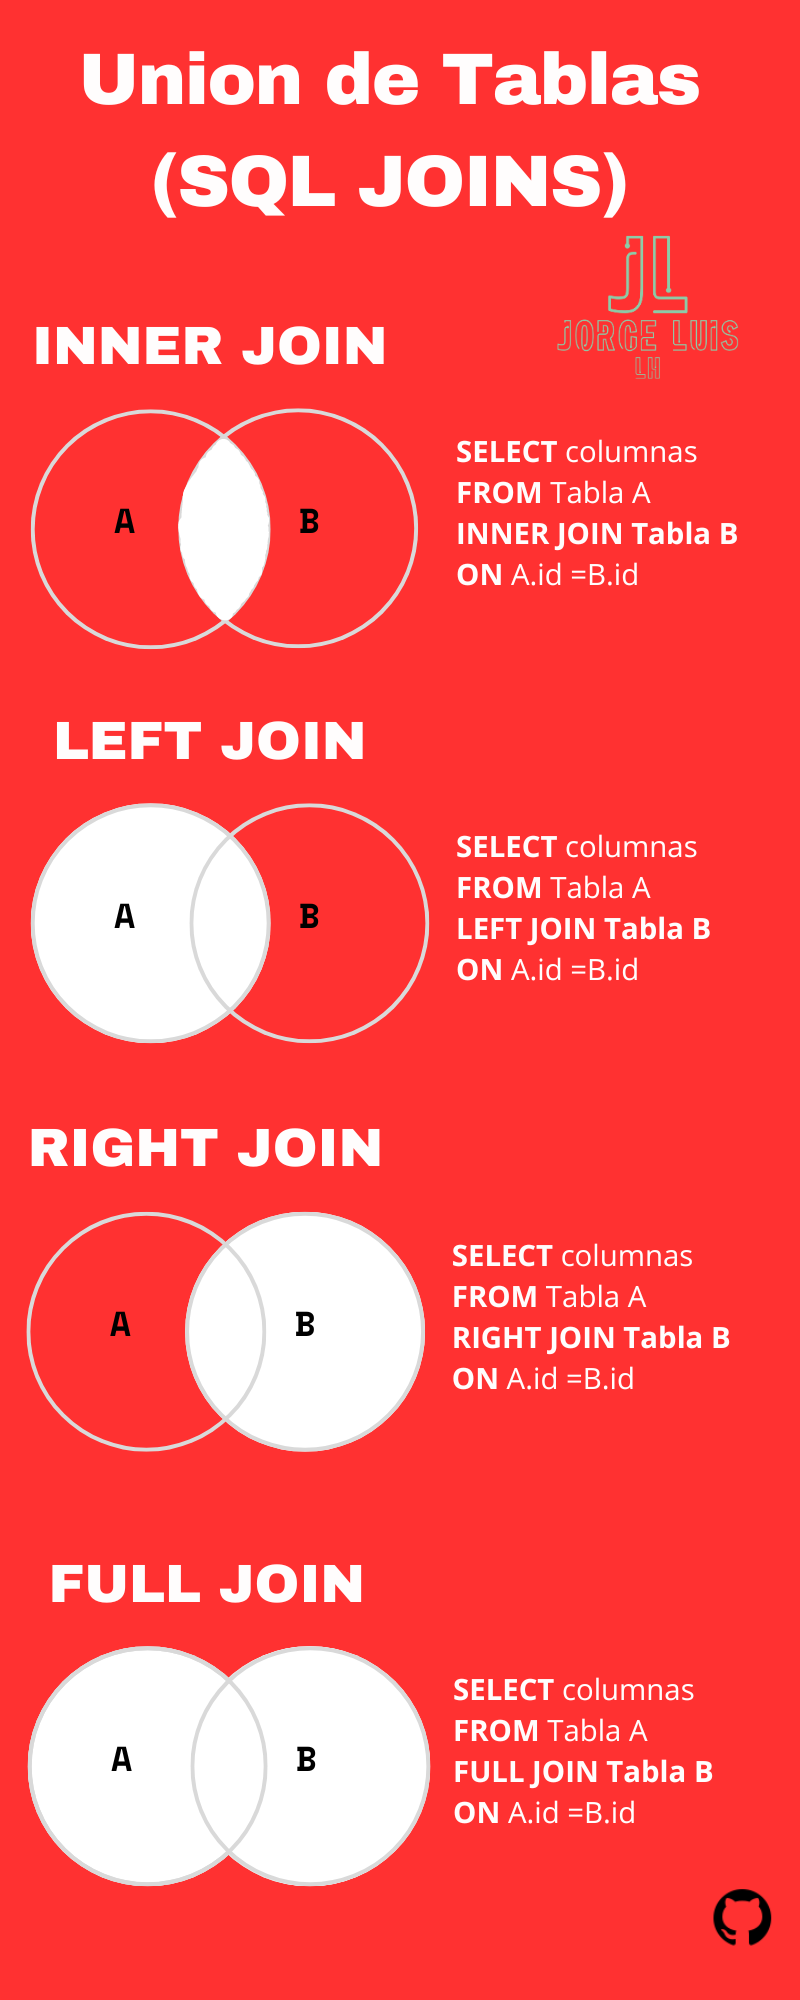 Union de Tablas
(SQL JOINS)
jL
JORGE LUiS
LH
INNER JOIN
A
B
SELECT columnas
FROM Tabla A
INNER JOIN Tabla B
ON A.id =B.id
LEFT JOIN
A
B
SELECT columnas
FROM Tabla A
LEFT JOIN Tabla B
ON A.id =B.id
RIGHT JOIN
A
B
SELECT columnas
FROM Tabla A
RIGHT JOIN Tabla B
ON A.id =B.id
FULL JOIN
A
B
SELECT columnas
FROM Tabla A
FULL JOIN Tabla B
ON A.id =B.id